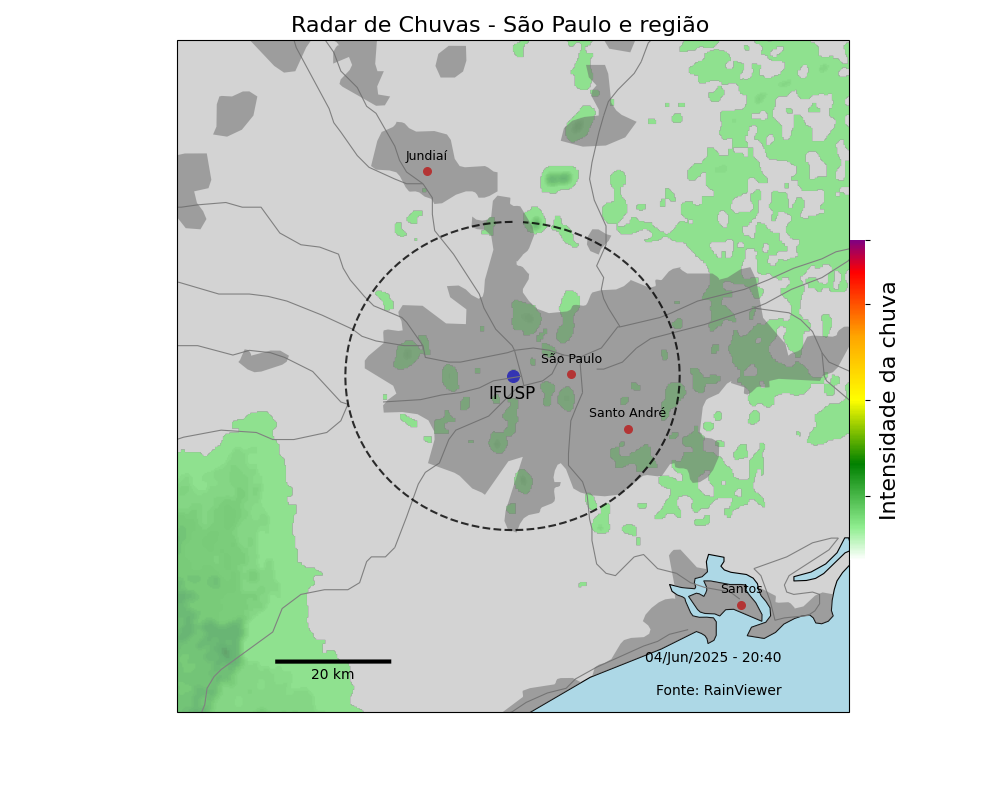 Radar de Chuvas - São Paulo e região
Jundiaí
São Paulo
IFUSP
Santo André
Santos
04/Jun/2025 - 20:40
20 km
Fonte: RainViewer
Intensidade da chuva